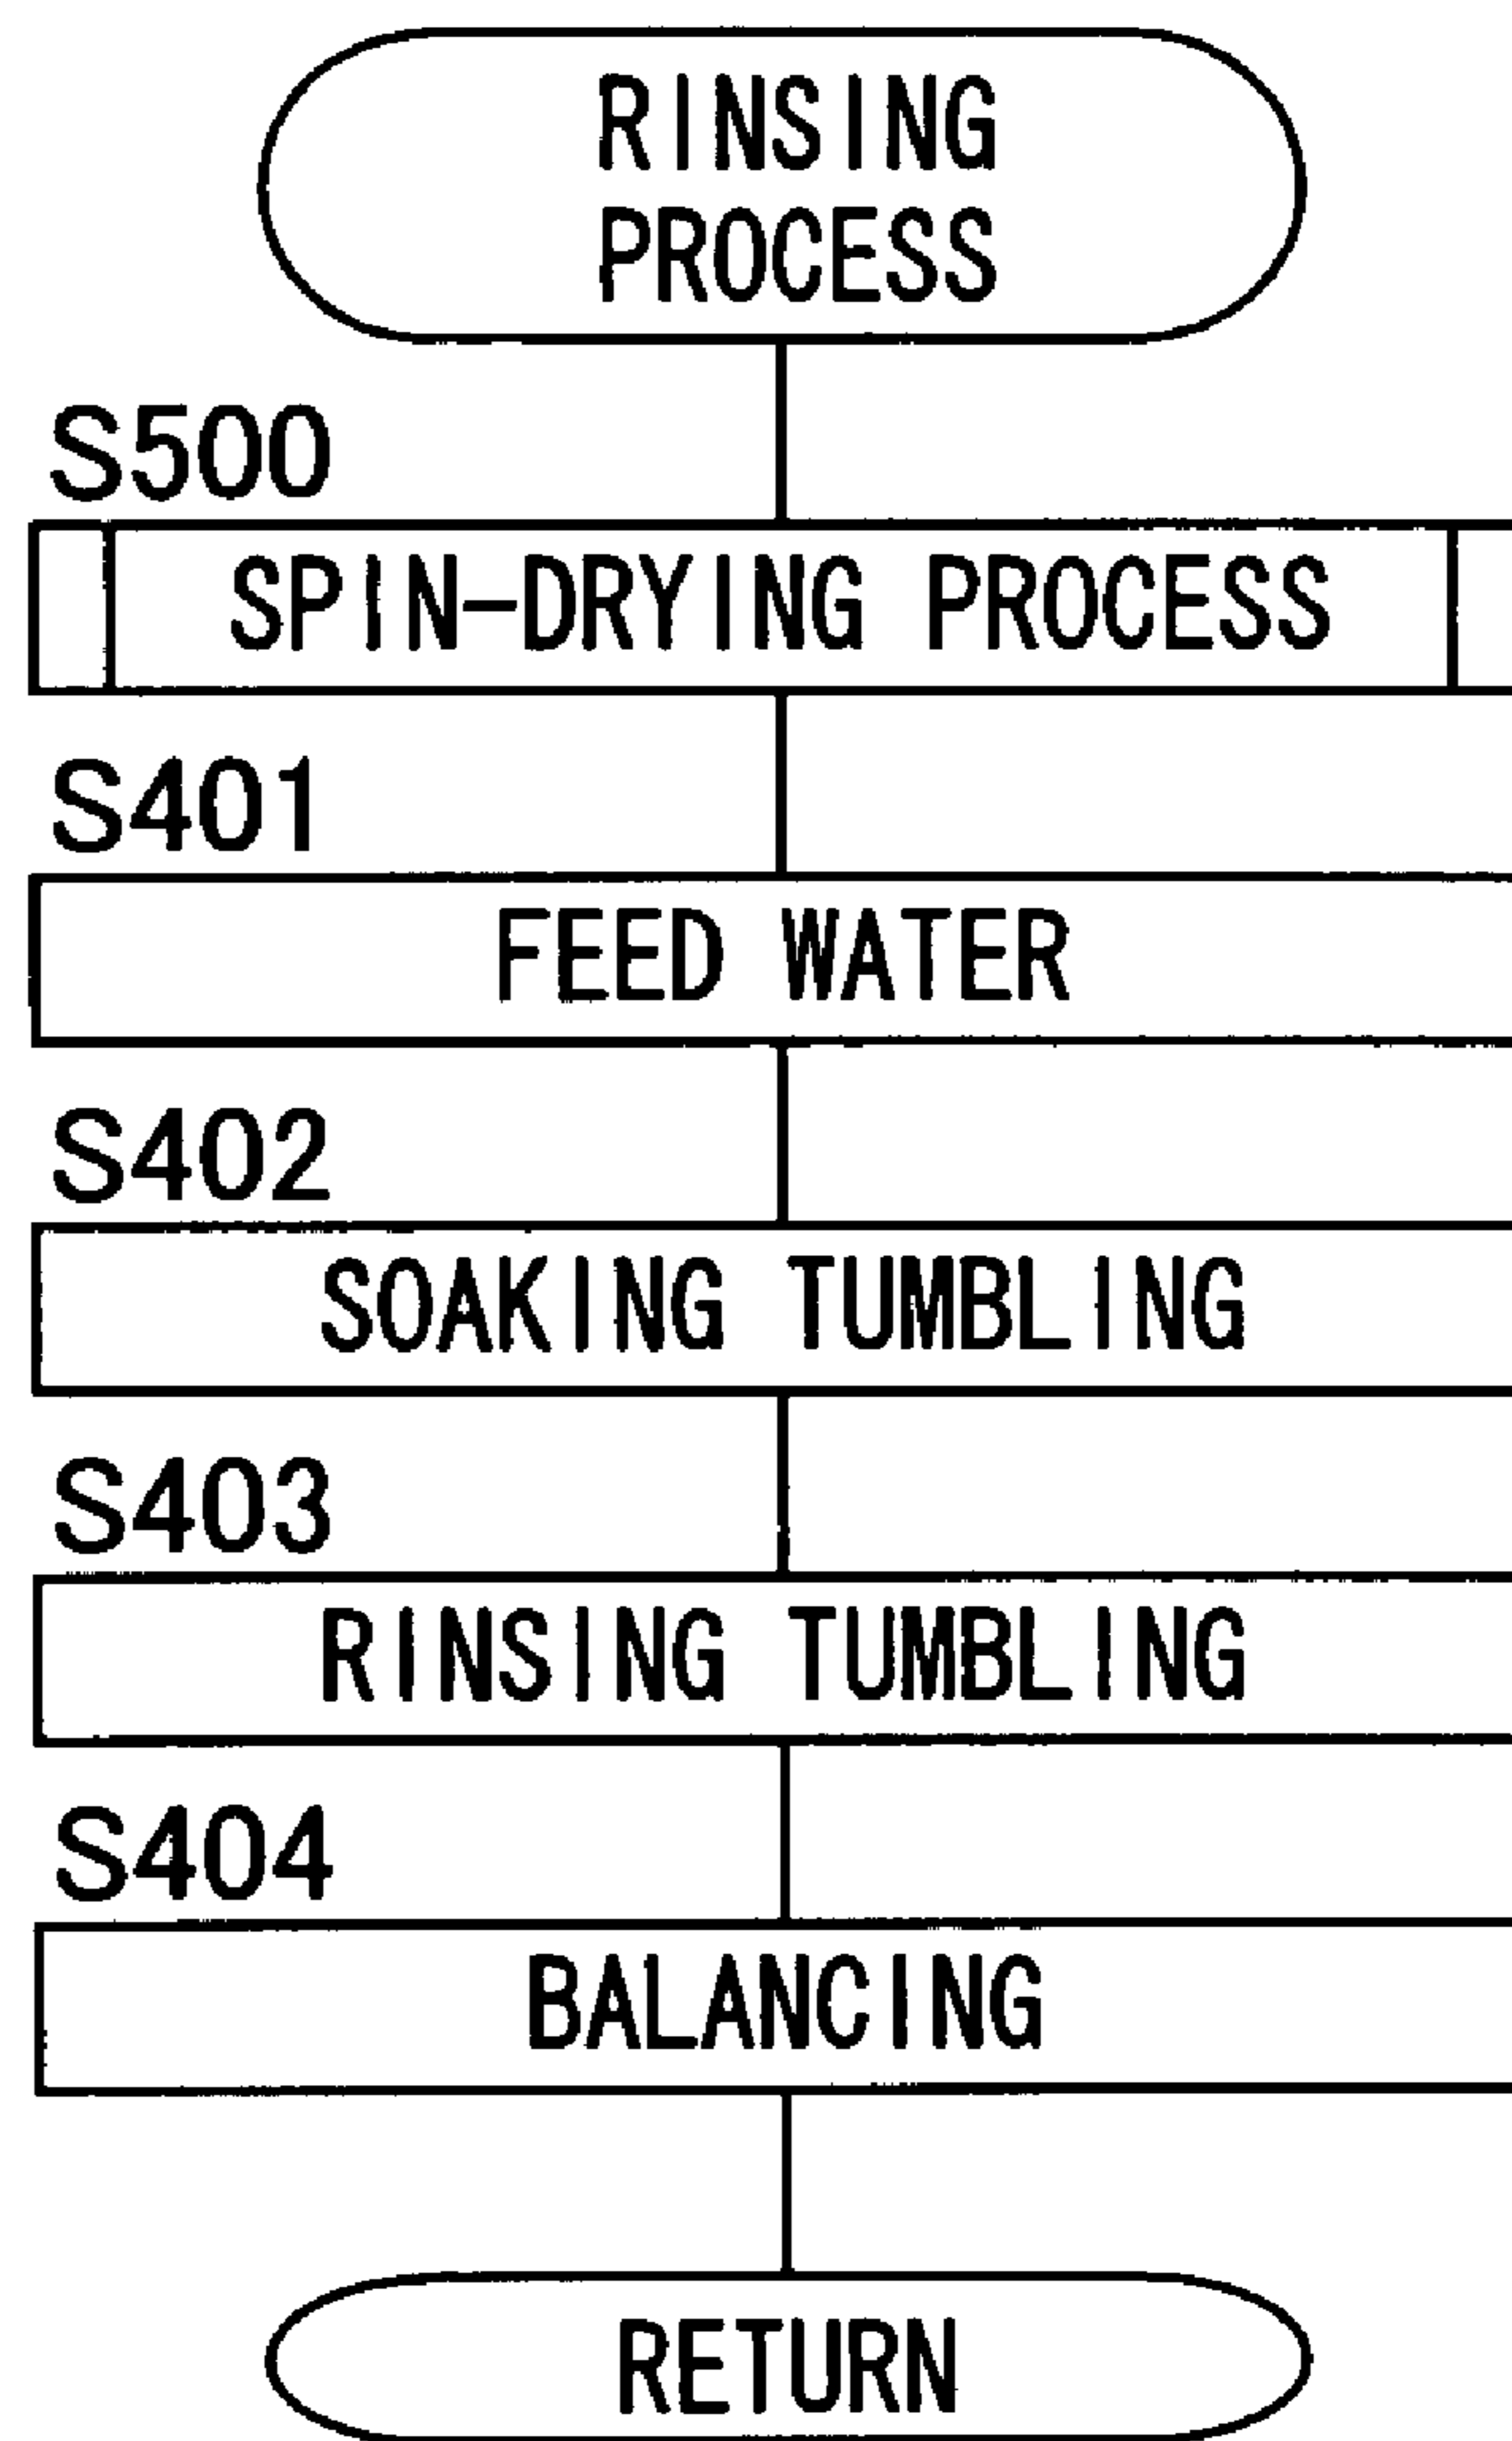 RINSING
PROCESS
S500
SPIN-DRYING PROCESS
S401
FEED WATER
S402
SOAKING TUMBLING
S403
RINSING TUMBLING
S404
BALANCING
RETURN